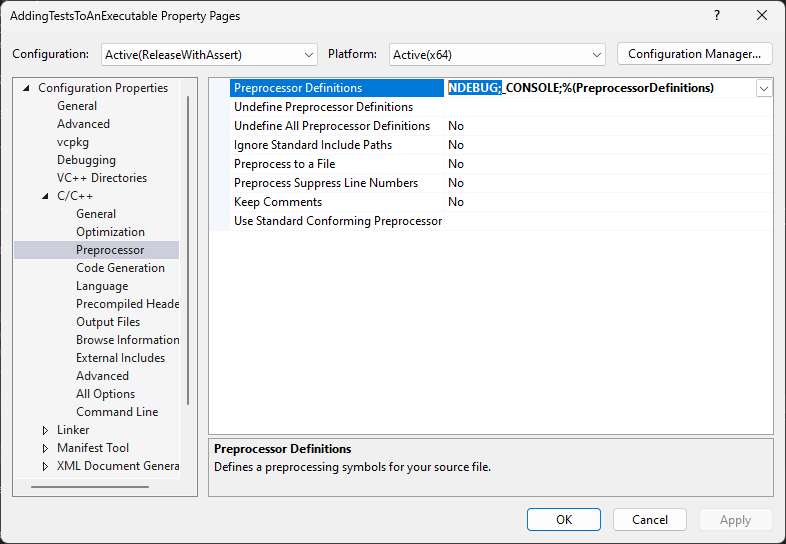 AddingTestsToAnExecutable Property Pages
?
Configuration: Active(ReleaseWithAssert) Platform: Active(x64) Configuration Manager...
Configuration Properties
General
Advanced
vcpkg
Debugging
VC++ Directories
C/C++
General
Optimization
Preprocessor
Code Generation
Language
Precompiled Heade
Output Files
Browse Information
External Includes
Advanced
All Options
Command Line
Linker
Manifest Tool
XML Document Genera
Preprocessor Definitions NDEBUG;_CONSOLE;%(PreprocessorDefinitions)
Undefine Preprocessor Definitions
Undefine All Preprocessor Definitions No
Ignore Standard Include Paths No
Preprocess to a File No
Preprocess Suppress Line Numbers No
Keep Comments No
Use Standard Conforming Preprocessor
Preprocessor Definitions
Defines a preprocessing symbols for your source file.
OK Cancel Apply